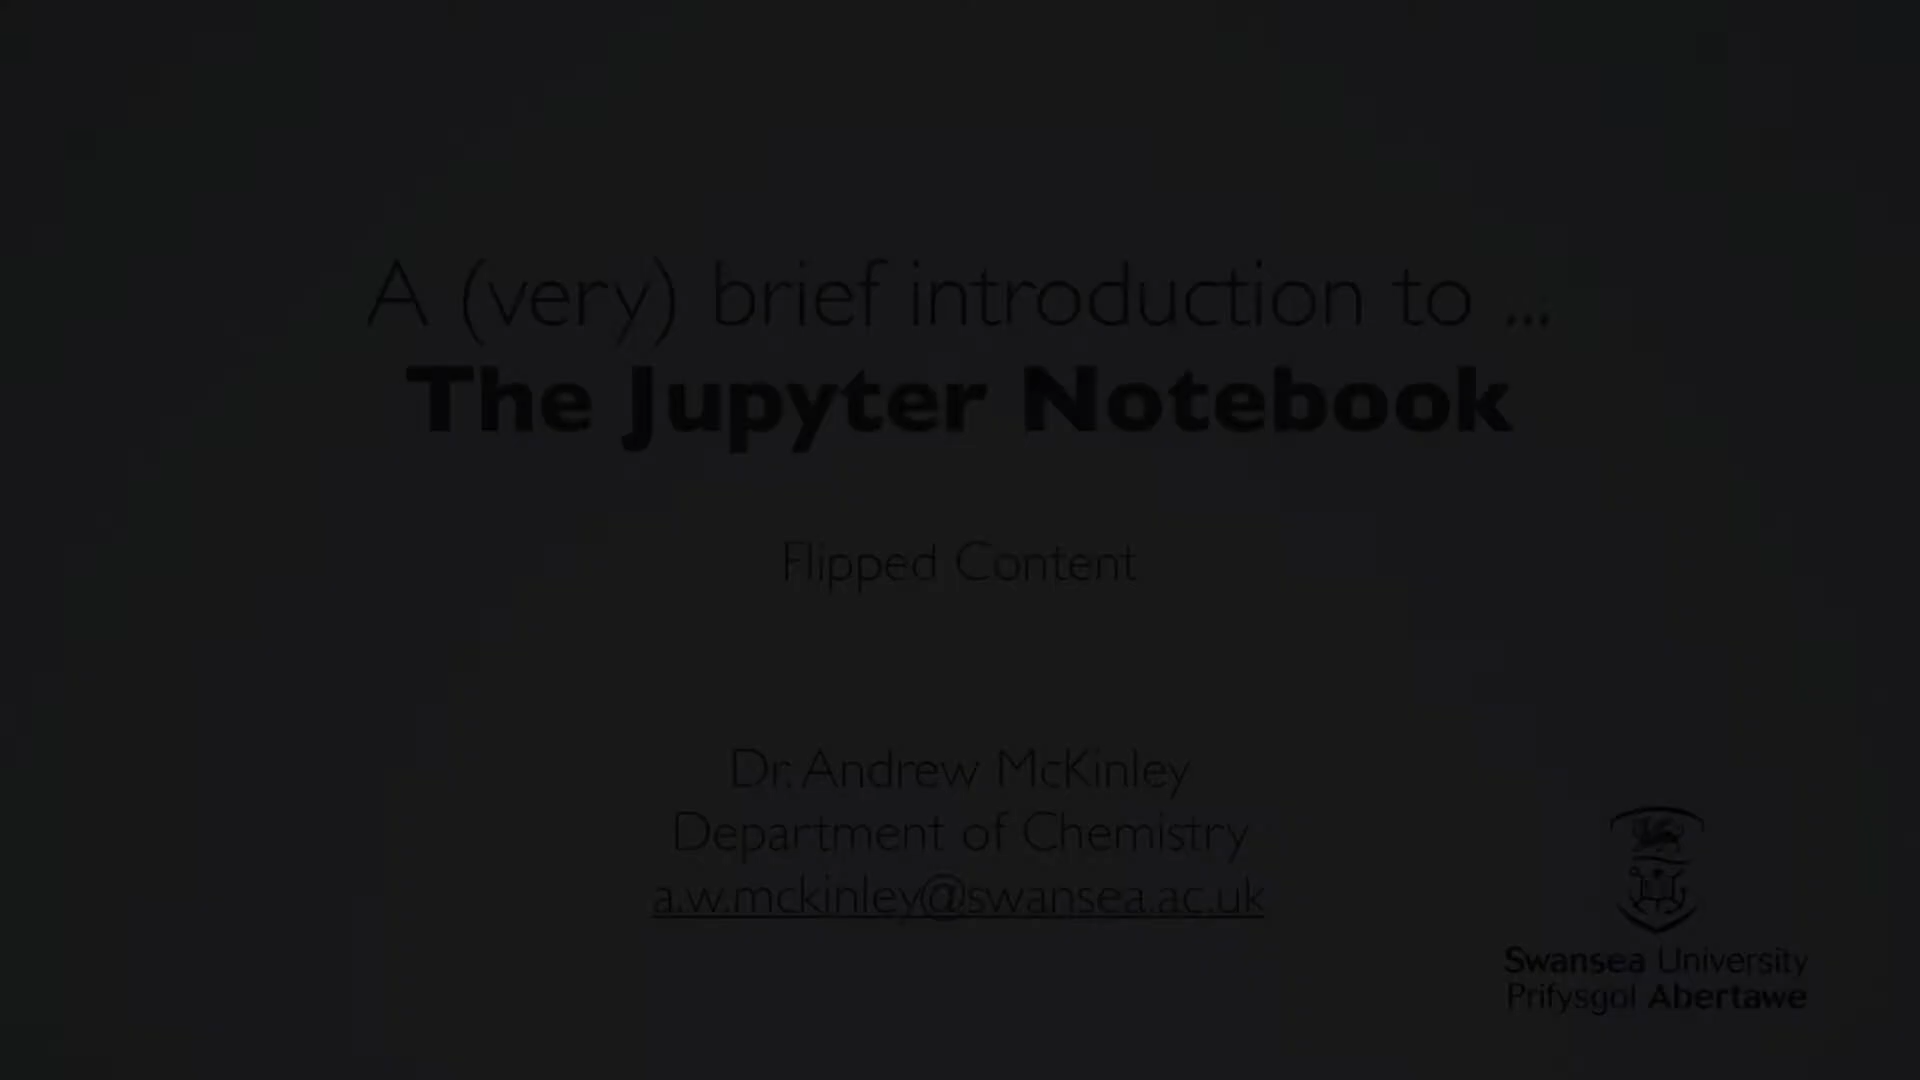 A (very) brief introduction to ...
The Jupyter Notebook
Flipped Content
Dr. Andrew McKinley
Department of Chemistry
a.w.mckinley@swansea.ac.uk
Swansea University
Prifysgol Abertawe